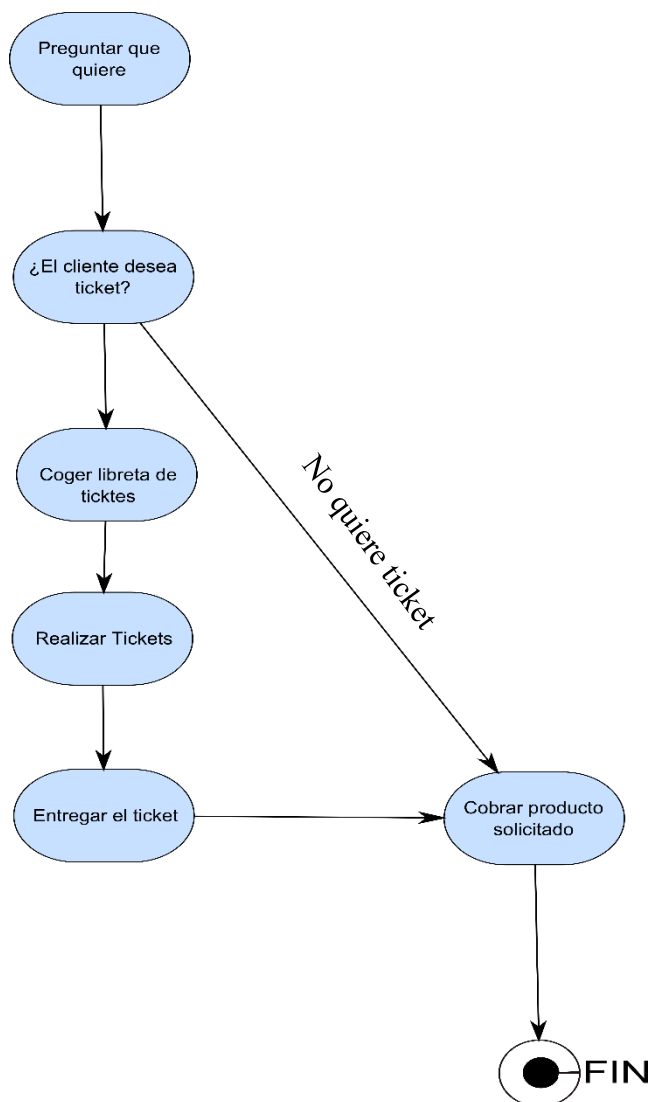 Preguntar que
quiere
¿El cliente desea
ticket?
Coger libreta de
ticktes
No quiere ticket
Realizar Tickets
Entregar el ticket
Cobrar producto
solicitado
FIN